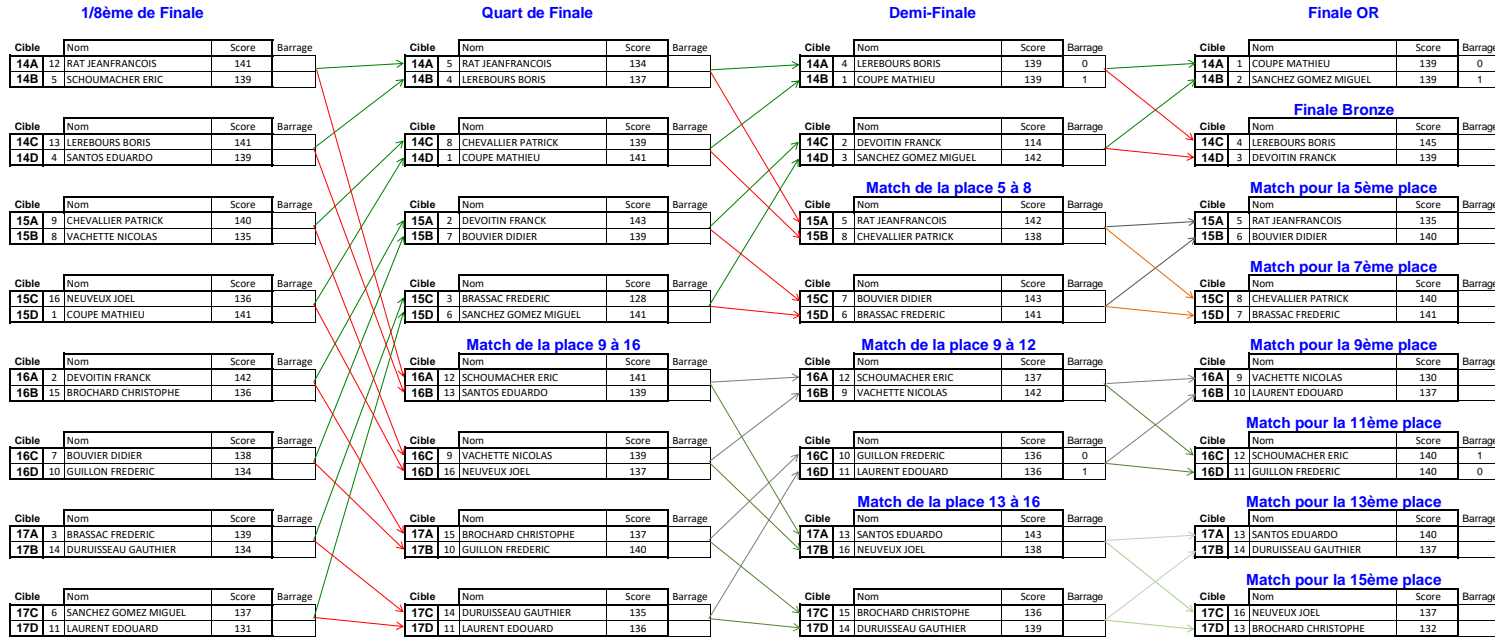 1/8ème de Finale
Cible Nom Score Barrage
14A 12 RAT JEANFRANCOIS 141
14B 5 SCHOUMACHER ERIC 139
Cible Nom Score Barrage
14C 13 LEREBOURS BORIS 141
14D 4 SANTOS EDUARDO 139
Cible Nom Score Barrage
15A 9 CHEVALLIER PATRICK 140
15B 8 VACHETTE NICOLAS 135
Cible Nom Score Barrage
15C 16 NEUVEUX JOEL 136
15D 1 COUPE MATHIEU 141
Cible Nom Score Barrage
16A 2 DEVOITIN FRANCK 142
16B 15 BROCHARD CHRISTOPHE 136
Cible Nom Score Barrage
16C 7 BOUVIER DIDIER 138
16D 10 GUILLON FREDERIC 134
Cible Nom Score Barrage
17A 3 BRASSAC FREDERIC 139
17B 14 DURUISSEAU GAUTHIER 134
Cible Nom Score Barrage
17C 6 SANCHEZ GOMEZ MIGUEL 137
17D 11 LAURENT EDOUARD 131
Quart de Finale
Cible Nom Score Barrage
14A 5 RAT JEANFRANCOIS 134
14B 4 LEREBOURS BORIS 137
Cible Nom Score Barrage
14C 8 CHEVALLIER PATRICK 139
14D 1 COUPE MATHIEU 141
Cible Nom Score Barrage
15A 2 DEVOITIN FRANCK 143
15B 7 BOUVIER DIDIER 139
Cible Nom Score Barrage
15C 3 BRASSAC FREDERIC 128
15D 6 SANCHEZ GOMEZ MIGUEL 141
Match de la place 9 à 16
Cible Nom Score Barrage
16A 12 SCHOUMACHER ERIC 141
16B 13 SANTOS EDUARDO 139
Cible Nom Score Barrage
16C 9 VACHETTE NICOLAS 139
16D 16 NEUVEUX JOEL 137
Cible Nom Score Barrage
17A 15 BROCHARD CHRISTOPHE 137
17B 10 GUILLON FREDERIC 140
Cible Nom Score Barrage
17C 14 DURUISSEAU GAUTHIER 135
17D 11 LAURENT EDOUARD 136
Demi-Finale
Cible Nom Score Barrage
14A 4 LEREBOURS BORIS 139 0
14B 1 COUPE MATHIEU 139 1
Cible Nom Score Barrage
14C 2 DEVOITIN FRANCK 114
14D 3 SANCHEZ GOMEZ MIGUEL 142
Match de la place 5 à 8
Cible Nom Score Barrage
15A 5 RAT JEANFRANCOIS 142
15B 8 CHEVALLIER PATRICK 138
Cible Nom Score Barrage
15C 7 BOUVIER DIDIER 143
15D 6 BRASSAC FREDERIC 141
Match de la place 9 à 12
Cible Nom Score Barrage
16A 12 SCHOUMACHER ERIC 137
16B 9 VACHETTE NICOLAS 142
Cible Nom Score Barrage
16C 10 GUILLON FREDERIC 136 0
16D 11 LAURENT EDOUARD 136 1
Match de la place 13 à 16
Cible Nom Score Barrage
17A 13 SANTOS EDUARDO 143
17B 16 NEUVEUX JOEL 138
Cible Nom Score Barrage
17C 15 BROCHARD CHRISTOPHE 136
17D 14 DURUISSEAU GAUTHIER 139
Finale OR
Cible Nom Score Barrage
14A 1 COUPE MATHIEU 139 0
14B 2 SANCHEZ GOMEZ MIGUEL 139 1
Finale Bronze
Cible Nom Score Barrage
14C 4 LEREBOURS BORIS 145
14D 3 DEVOITIN FRANCK 139
Match pour la 5ème place
Cible Nom Score Barrage
15A 5 RAT JEANFRANCOIS 135
15B 6 BOUVIER DIDIER 140
Match pour la 7ème place
Cible Nom Score Barrage
15C 8 CHEVALLIER PATRICK 140
15D 7 BRASSAC FREDERIC 141
Match pour la 9ème place
Cible Nom Score Barrage
16A 9 VACHETTE NICOLAS 130
16B 10 LAURENT EDOUARD 137
Match pour la 11ème place
Cible Nom Score Barrage
16C 12 SCHOUMACHER ERIC 140 1
16D 11 GUILLON FREDERIC 140 0
Match pour la 13ème place
Cible Nom Score Barrage
17A 13 SANTOS EDUARDO 140
17B 14 DURUISSEAU GAUTHIER 137
Match pour la 15ème place
Cible Nom Score Barrage
17C 16 NEUVEUX JOEL 137
17D 13 BROCHARD CHRISTOPHE 132